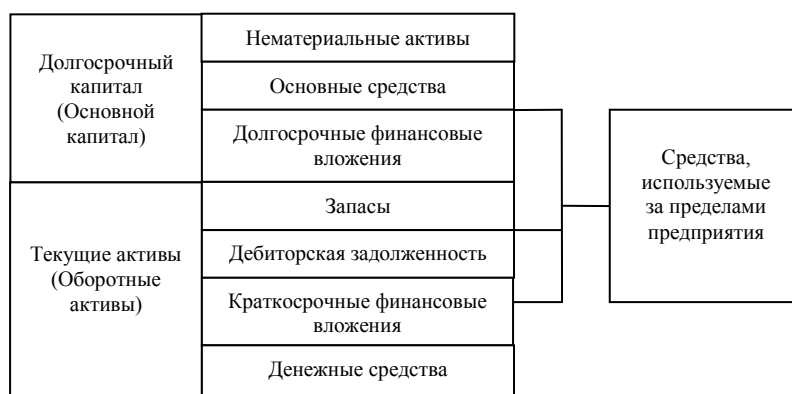 Долгосрочный
капитал
(Основной
капитал)
Нематериальные активы
Основные средства
Долгосрочные финансовые
вложения
Текущие активы
(Оборотные
активы)
Запасы
Дебиторская задолженность
Краткосрочные финансовые
вложения
Денежные средства
Средства,
используемые
за пределами
предприятия